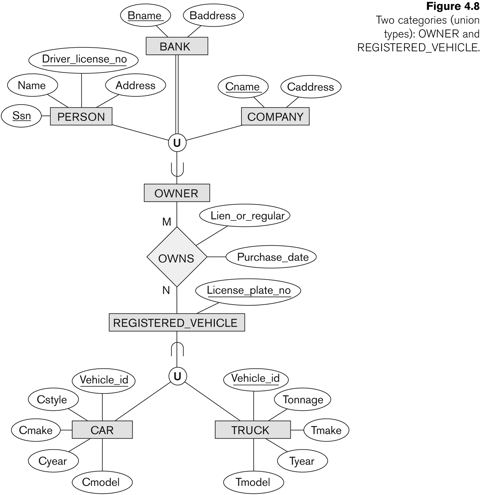 Figure 4.8
Two categories (union
types): OWNER and
REGISTERED_VEHICLE.
Bname
Baddress
BANK
Driver_license_no
Name
Address
Cname
Caddress
Ssn
PERSON
COMPANY
U
OWNER
M
Lien_or_regular
OWNS
Purchase_date
N
License_plate_no
REGISTERED_VEHICLE
U
Vehicle_id
Vehicle_id
Cstyle
Tonnage
Cmake
CAR
TRUCK
Tmake
Cyear
Tyear
Cmodel
Tmodel